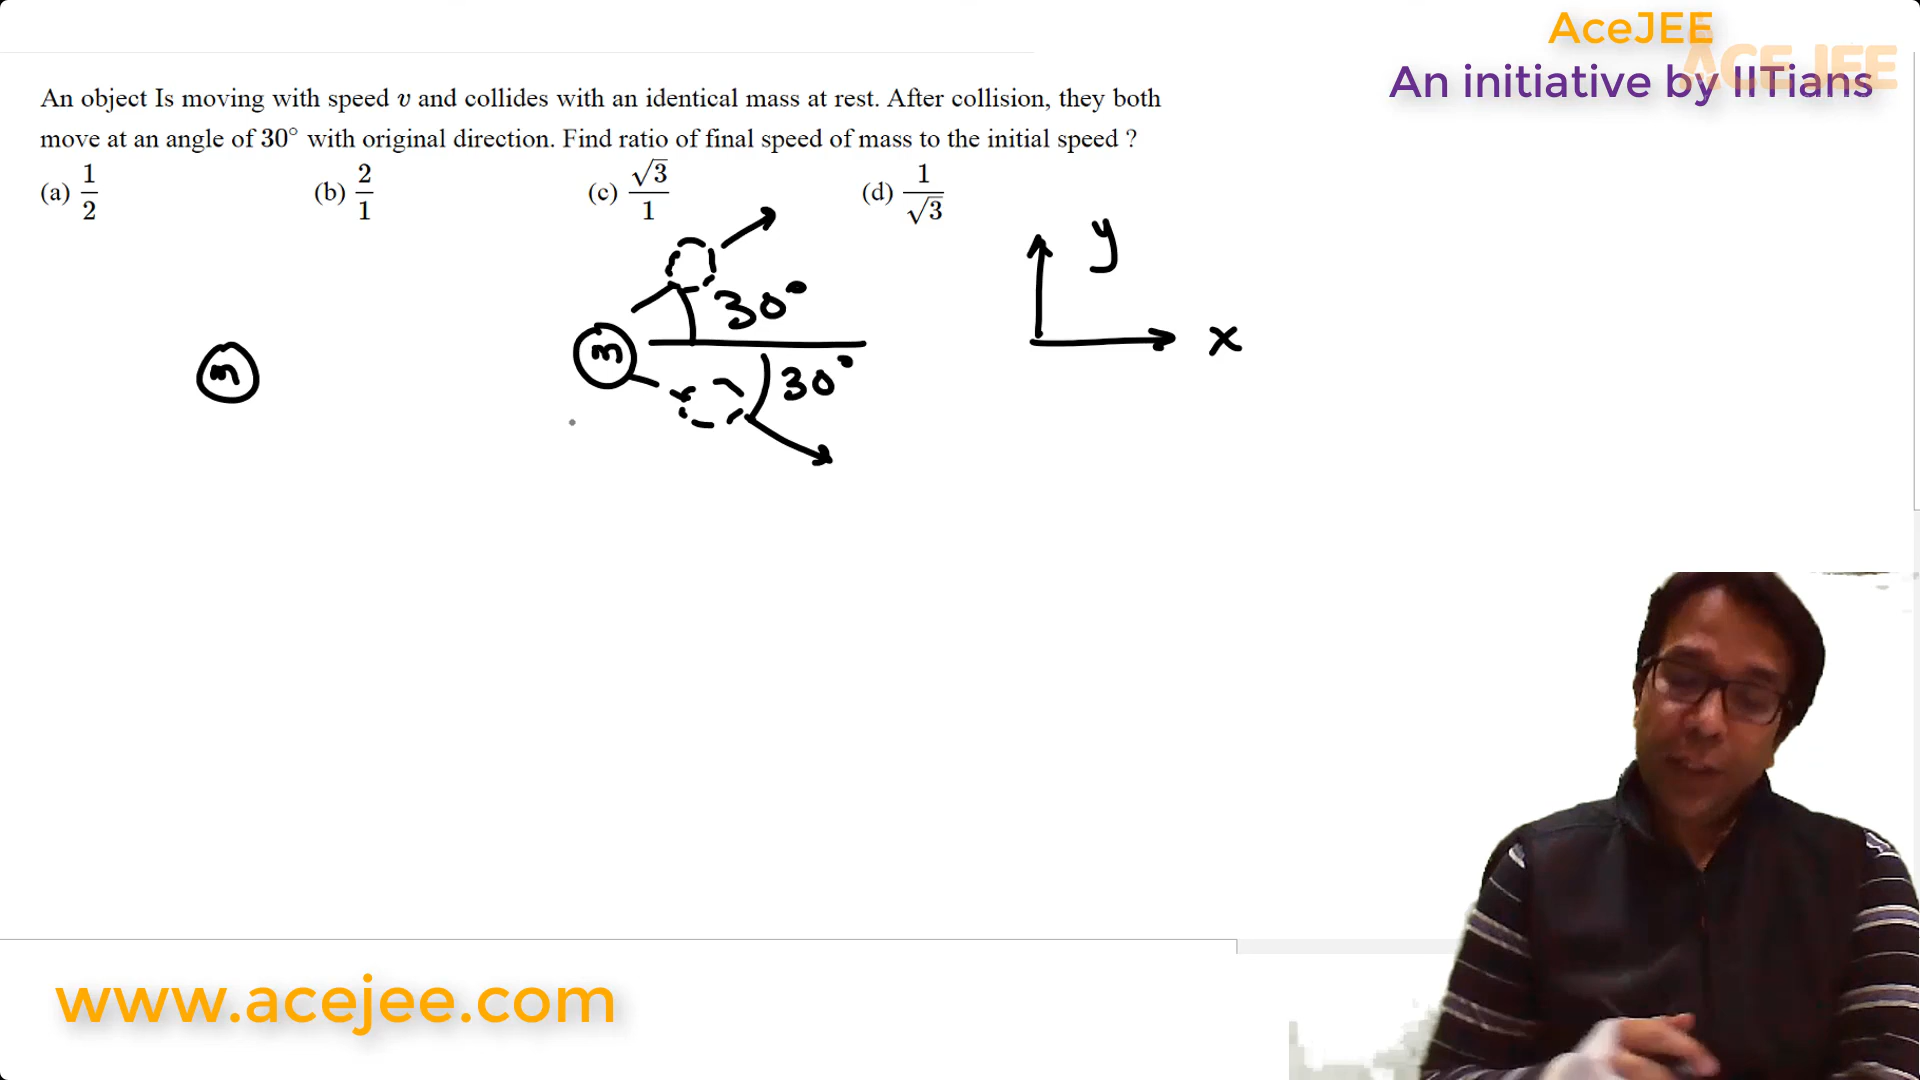 AceJEE
ACE JEE
An initiative by IITians
An object Is moving with speed v and collides with an identical mass at rest. After collision, they both
move at an angle of 30° with original direction. Find ratio of final speed of mass to the initial speed ?
(a) 1/2 (b) 2/1 (c) √3/1 (d) 1/√3
y
30°
m
x
m
30°
www.acejee.com